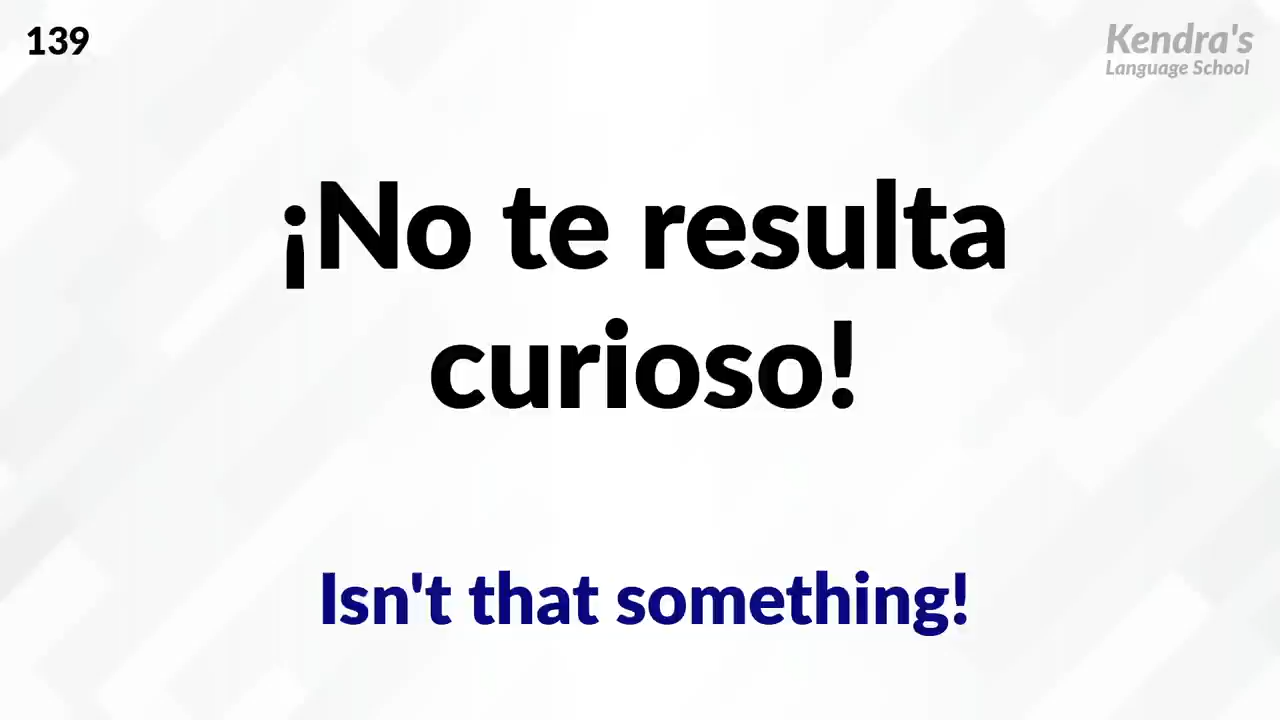 139
Kendra's
Language School
¡No te resulta
curioso!
Isn't that something!